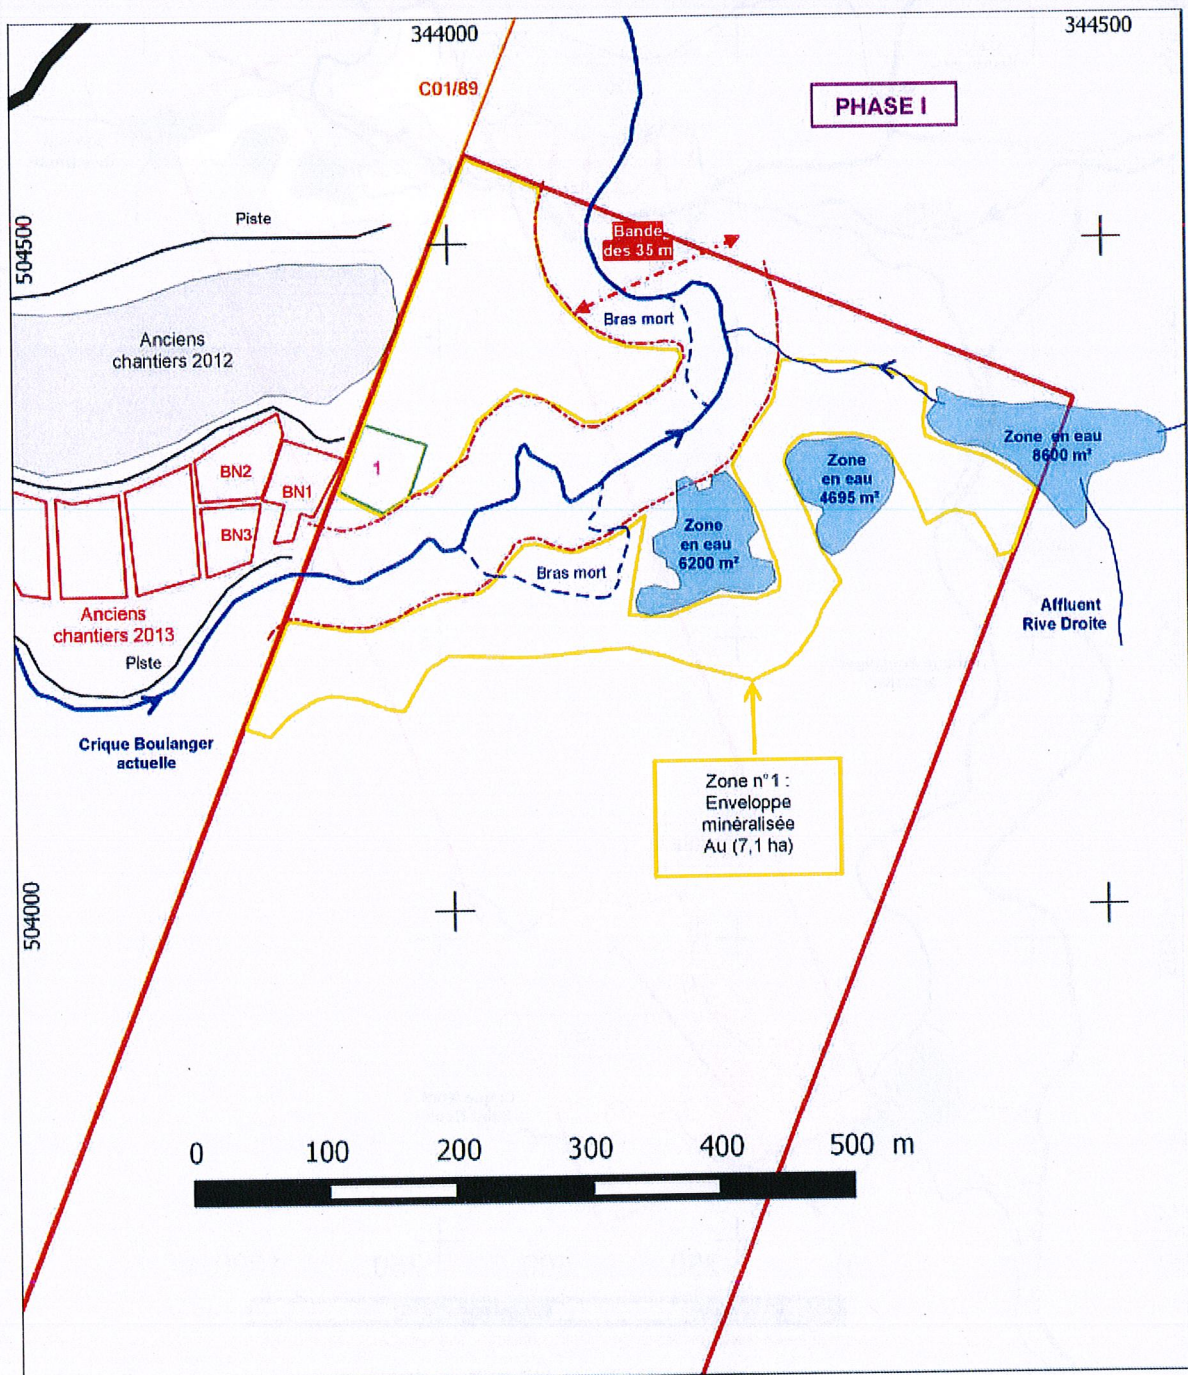 344000
344500
C01/89
PHASE I
504500
Piste
Bande
des 35 m
Bras mort
Anciens
chantiers 2012
Zone en eau
8600 m²
BN2
BN1
1
Zone
en eau
4695 m²
BN3
Zone
en eau
6200 m²
Bras mort
Anciens
chantiers 2013
Affluent
Rive Droite
Piste
Crique Boulanger
actuelle
Zone n°1 :
Enveloppe
minéralisée
Au (7,1 ha)
504000
0 100 200 300 400 500 m